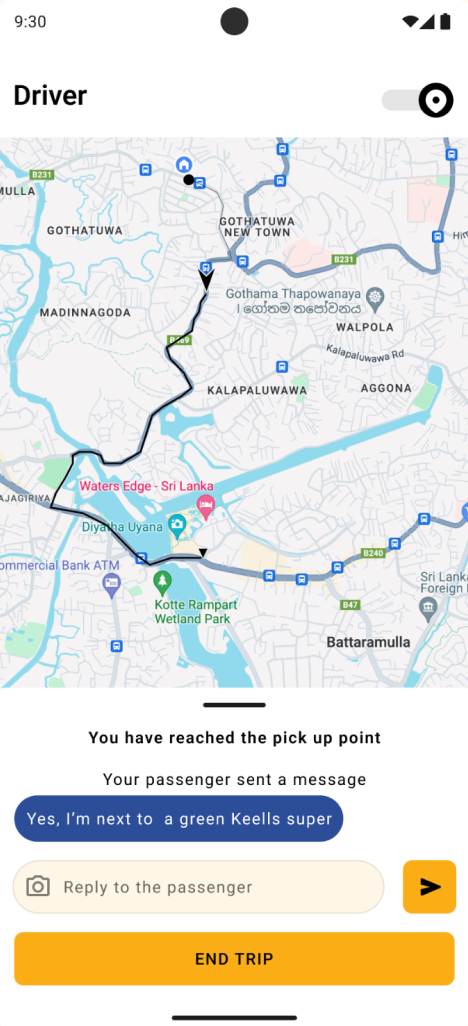 9:30
Driver
B231
MULLA
GOTHATUWA
GOTHATUWA
NEW TOWN
B231
Gothama Thapowanaya
| ගෝතම තපෝවනය
MADINNAGODA
WALPOLA
Kalapaluwawa Rd
KALAPALUWAWA
AGGONA
Waters Edge - Sri Lanka
AJAGIRIYA
Diyatha Uyana
B240
ommercial Bank ATM
Sri Lanka
Foreign
Kotte Rampart
Wetland Park
B47
Battaramulla
You have reached the pick up point
Your passenger sent a message
Yes, I’m next to a green Keells super
Reply to the passenger
END TRIP